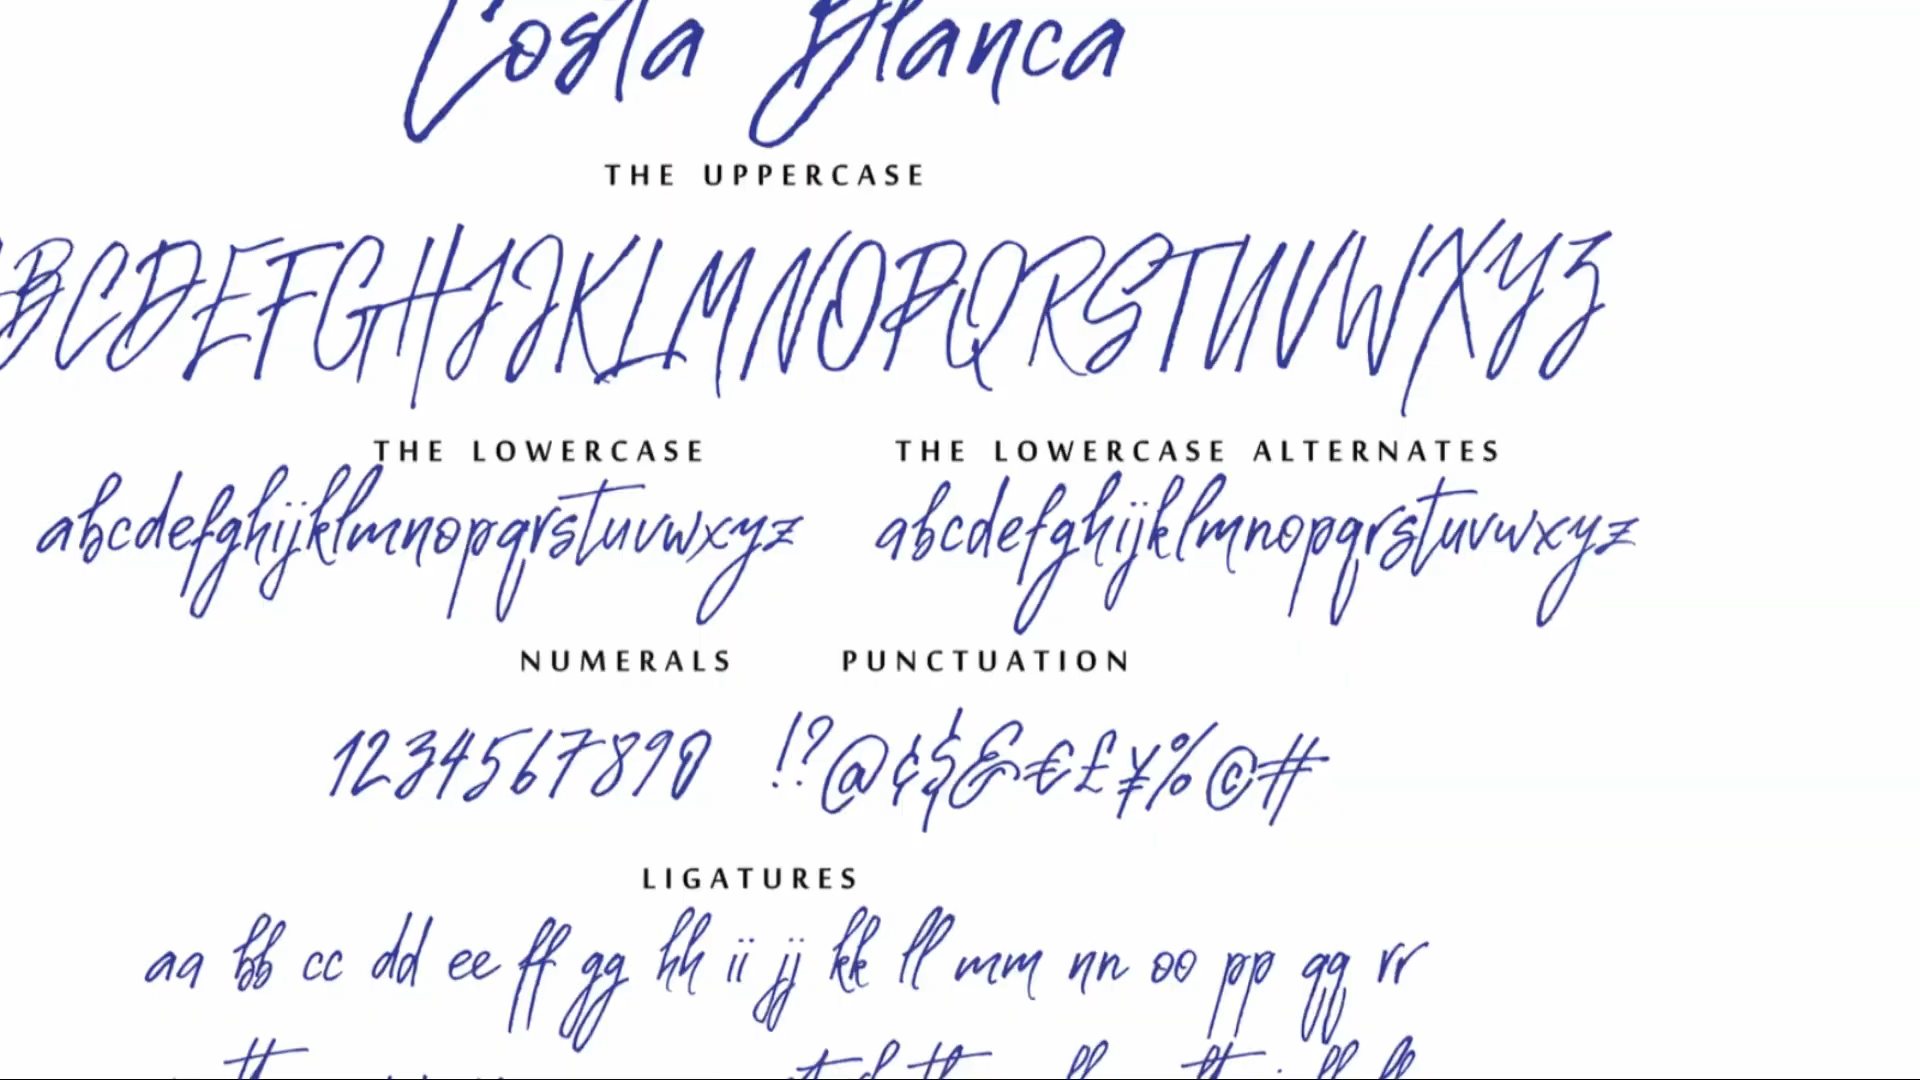 Costa Blanca
THE UPPERCASE
BCDEFGHIJKLMNOPQRSTUVWXYZ
THE LOWERCASE THE LOWERCASE ALTERNATES
abcdefghijklmnopqrstuvwxyz abcdefghijklmnopqrstuvwxyz
NUMERALS PUNCTUATION
1234567890 !?@¢$&€£¥%©#
LIGATURES
aa bb cc dd ee ff gg hh ii jj kk ll mm nn oo pp qq rr